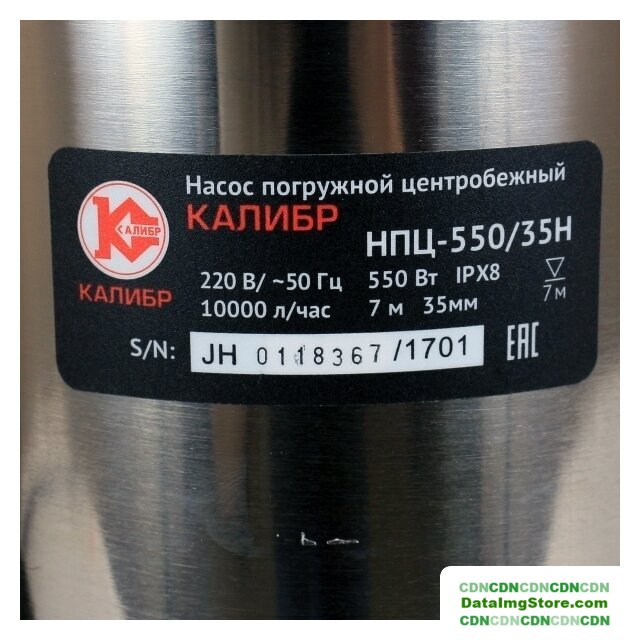 Насос погружной центробежный
КАЛИБР
КАЛИБР
КАЛИБР
НПЦ-550/35Н
220 В/ ~50 Гц 550 Вт IPX8
10000 л/час 7 м 35мм
7 м
S/N: JH 0118367/1701 EAC
CDNCDNCDNCDNCDN
DataImgStore.com
CDNCDNCDNCDNCDN